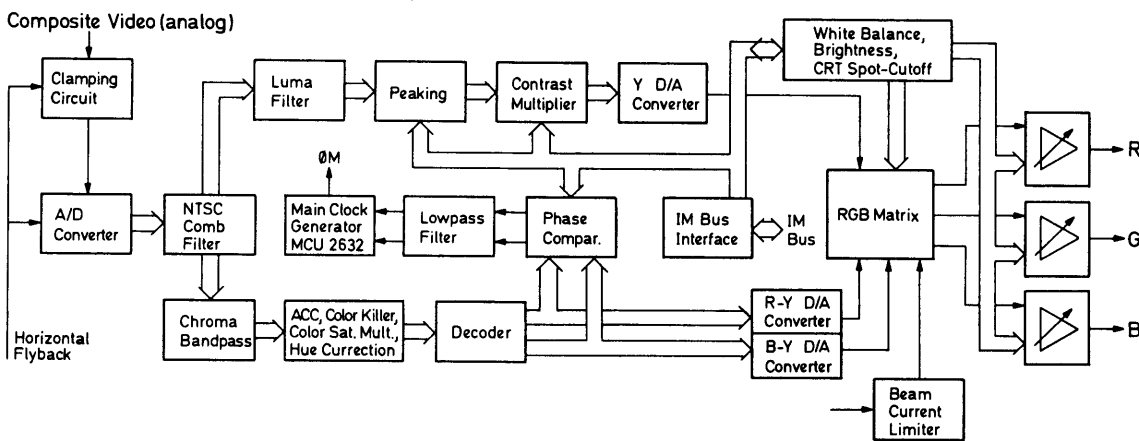 Composite Video (analog)
Clamping
Circuit
Luma
Filter
Peaking
Contrast
Multiplier
Y D/A
Converter
White Balance,
Brightness,
CRT Spot-Cutoff
R
ØM
A/D
Converter
NTSC
Comb
Filter
Main Clock
Generator
MCU 2632
Lowpass
Filter
Phase
Compar.
IM Bus
Interface
IM
Bus
RGB Matrix
G
Horizontal
Flyback
Chroma
Bandpass
ACC, Color Killer,
Color Sat. Mult.,
Hue Currection
Decoder
R-Y D/A
Converter
B-Y D/A
Converter
B
Beam
Current
Limiter